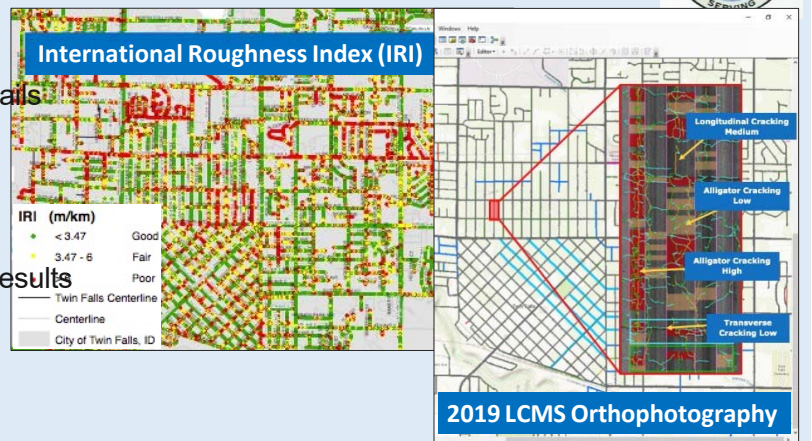 SERVING
International Roughness Index (IRI)
ails
IRI (m/km)
< 3.47 Good
3.47 - 6 Fair
Poor
esults
Twin Falls Centerline
Centerline
City of Twin Falls, ID
Windows Help
Editor
Longitudinal Cracking
Medium
Alligator Cracking
Low
Alligator Cracking
High
Transverse
Cracking Low
2019 LCMS Orthophotography